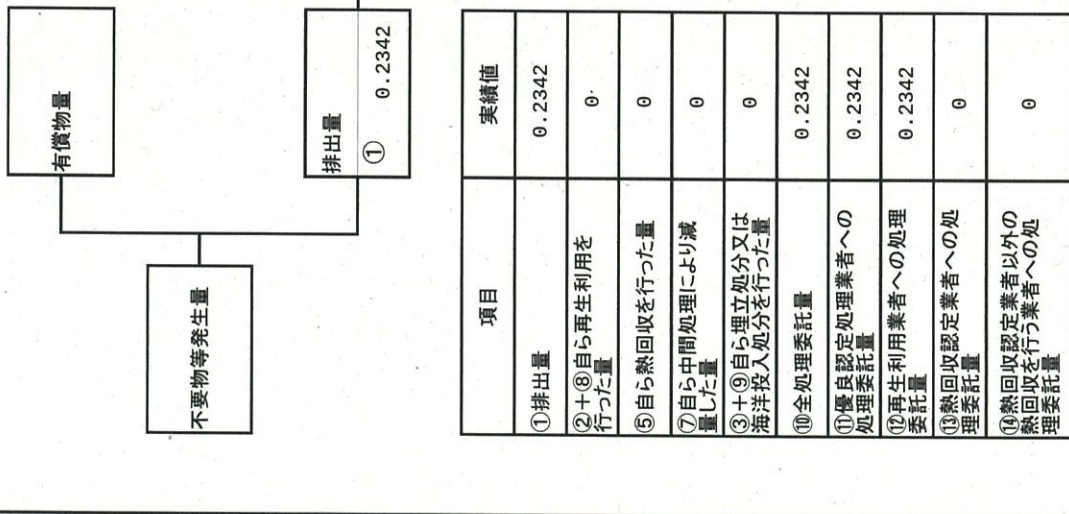 有償物量
不要物等発生量
排出量
① 0.2342
項目 実績値
①排出量 0.2342
②+⑧自ら再生利用を
行った量 0
⑤自ら熱回収を行った量 0
⑦自ら中間処理により減
量した量 0
③+⑨自ら埋立処分又は
海洋投入処分を行った量 0
⑩全処理委託量 0.2342
⑪優良認定処理業者への
処理委託量 0.2342
⑫再生利用業者への処理
委託量 0.2342
⑬熱回収認定業者への処
理委託量 0
⑭熱回収認定業者以外の
熱回収を行う業者への処
理委託量 0